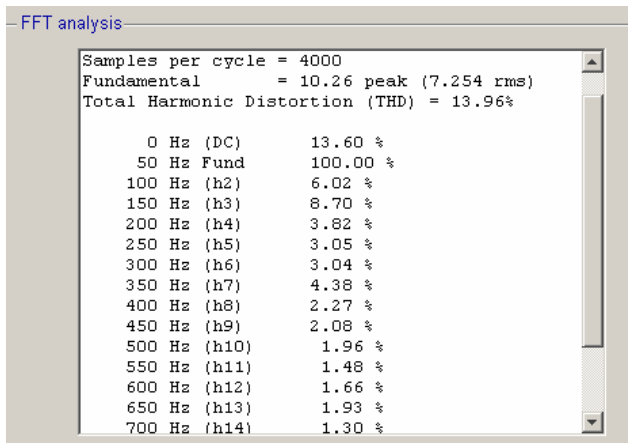 FFT analysis
Samples per cycle = 4000
Fundamental = 10.26 peak (7.254 rms)
Total Harmonic Distortion (THD) = 13.96%
0 Hz (DC) 13.60 %
50 Hz Fund 100.00 %
100 Hz (h2) 6.02 %
150 Hz (h3) 8.70 %
200 Hz (h4) 3.82 %
250 Hz (h5) 3.05 %
300 Hz (h6) 3.04 %
350 Hz (h7) 4.38 %
400 Hz (h8) 2.27 %
450 Hz (h9) 2.08 %
500 Hz (h10) 1.96 %
550 Hz (h11) 1.48 %
600 Hz (h12) 1.66 %
650 Hz (h13) 1.93 %
700 Hz (h14) 1.30 %